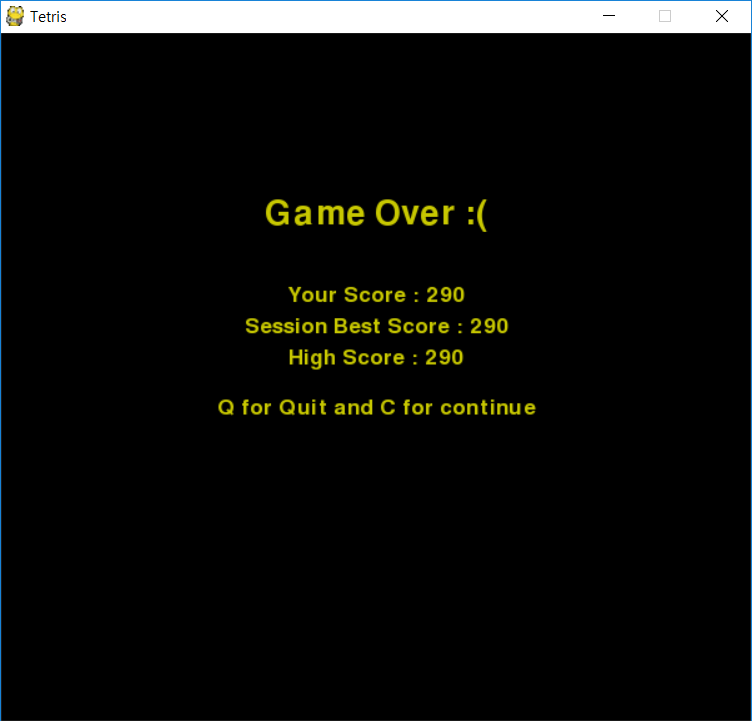 Tetris
Game Over :(
Your Score : 290
Session Best Score : 290
High Score : 290
Q for Quit and C for continue